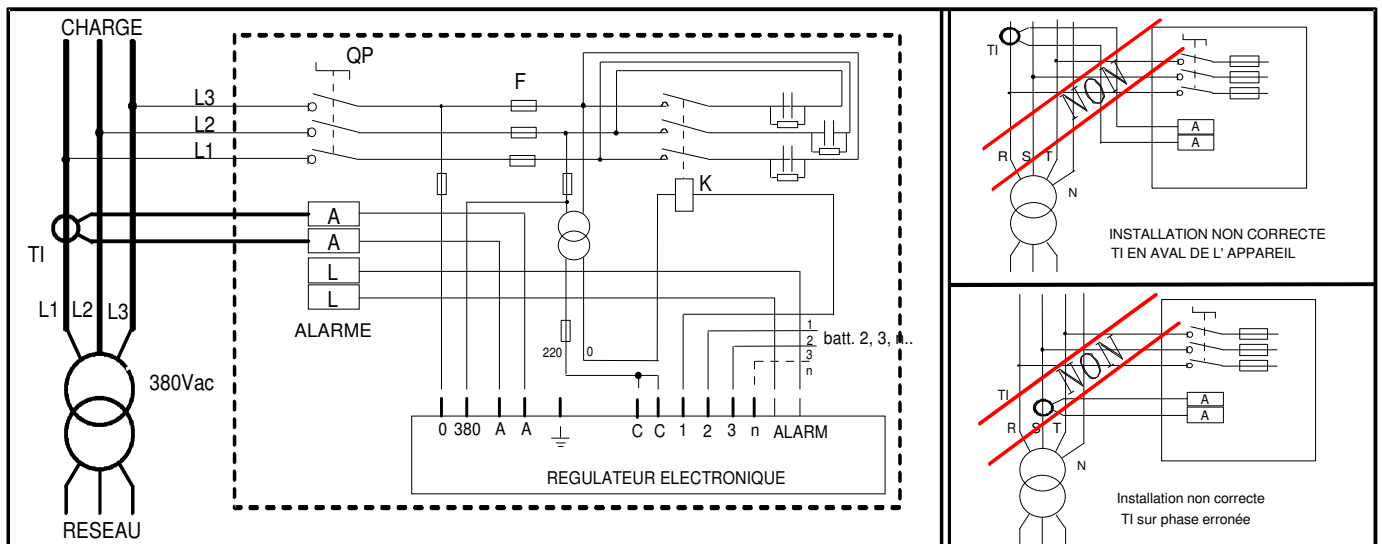 CHARGE
QP
F
L3
L2
L1
K
A
A
L
L
TI
ALARME
L1 L2 L3
380Vac
220 0
1
2
3
n
batt. 2, 3, n..
0 380 A A C C 1 2 3 n ALARM
REGULATEUR ELECTRONIQUE
RESEAU
TI
NON
A
A
R S T
N
INSTALLATION NON CORRECTE
TI EN AVAL DE L' APPAREIL
NON
TI
A
A
R S T
N
Installation non correcte
TI sur phase erronée